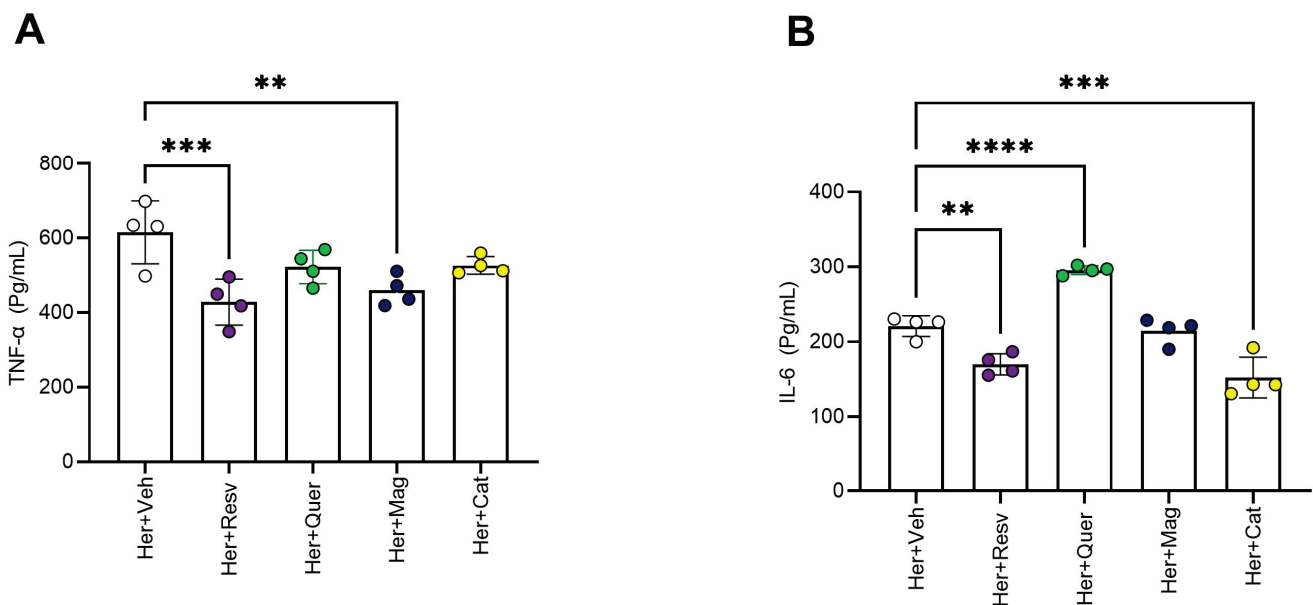 A
**
***
800
600
400
200
0
TNF-α (Pg/mL)
Her+Veh
Her+Resv
Her+Quer
Her+Mag
Her+Cat
B
***
****
**
400
300
200
100
0
IL-6 (Pg/mL)
Her+Veh
Her+Resv
Her+Quer
Her+Mag
Her+Cat